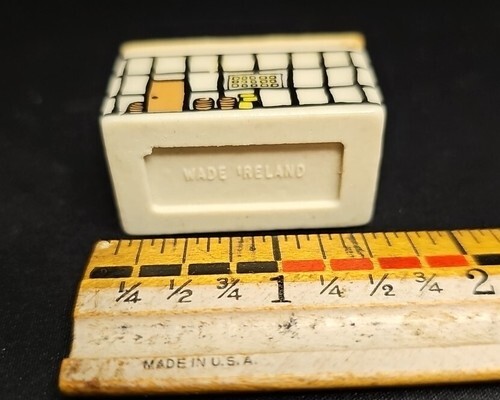 WADE IRELAND
1/4 1/2 3/4 1 1/4 1/2 3/4 2
MADE IN U.S.A.